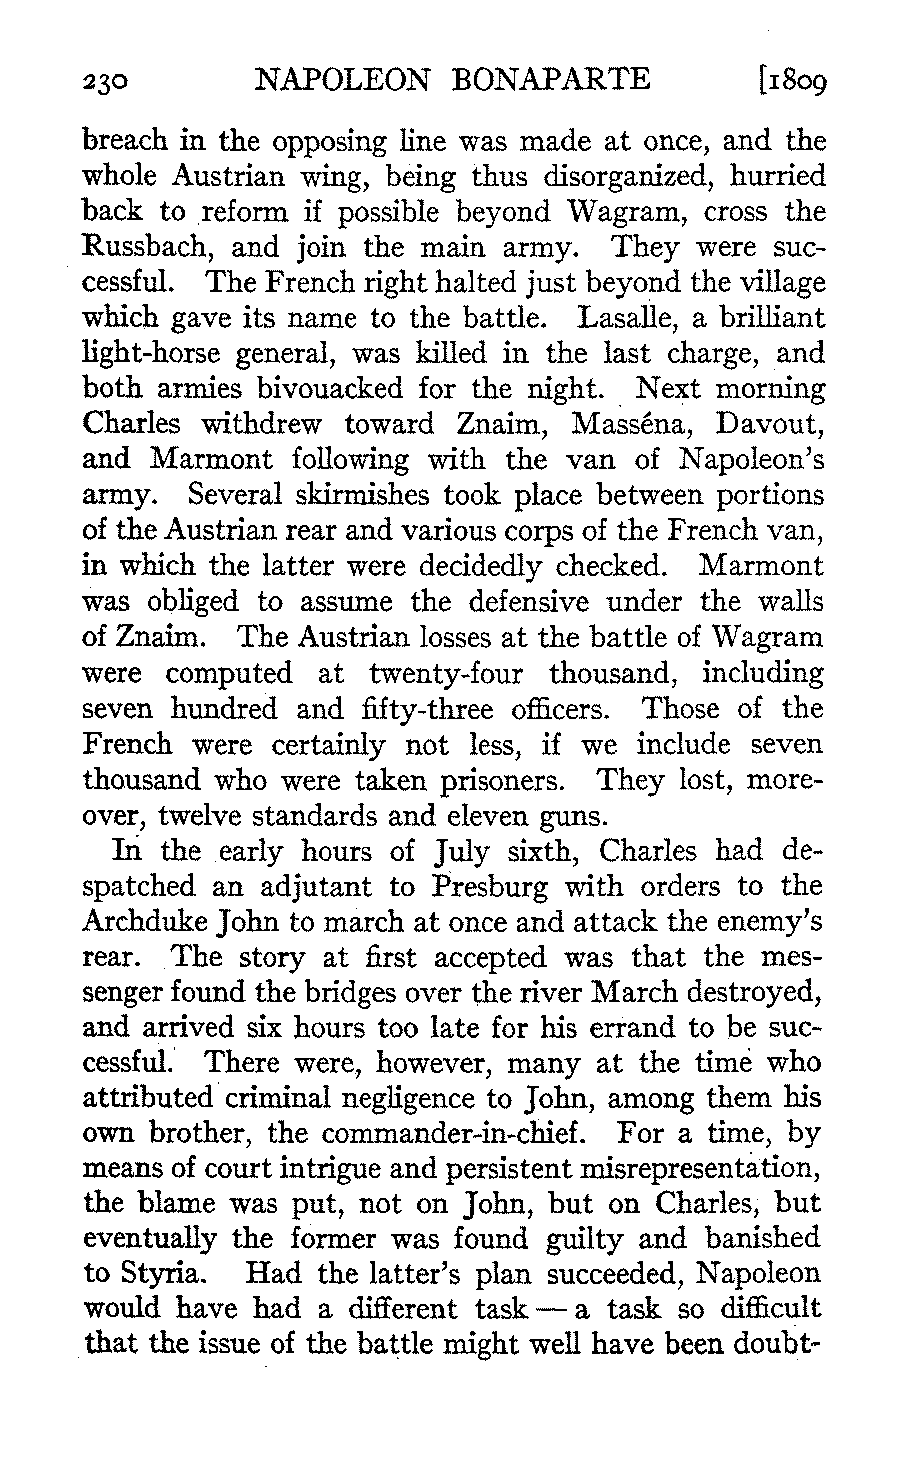 230 NAPOLEON BONAPARTE [1809
breach in the opposing line was made at once, and the
whole Austrian wing, being thus disorganized, hurried
back to reform if possible beyond Wagram, cross the
Russbach, and join the main army. They were suc-
cessful. The French right halted just beyond the village
which gave its name to the battle. Lasalle, a brilliant
light-horse general, was killed in the last charge, and
both armies bivouacked for the night. Next morning
Charles withdrew toward Znaim, Masséna, Davout,
and Marmont following with the van of Napoleon's
army. Several skirmishes took place between portions
of the Austrian rear and various corps of the French van,
in which the latter were decidedly checked. Marmont
was obliged to assume the defensive under the walls
of Znaim. The Austrian losses at the battle of Wagram
were computed at twenty-four thousand, including
seven hundred and fifty-three officers. Those of the
French were certainly not less, if we include seven
thousand who were taken prisoners. They lost, more-
over, twelve standards and eleven guns.
In the early hours of July sixth, Charles had de-
spatched an adjutant to Presburg with orders to the
Archduke John to march at once and attack the enemy's
rear. The story at first accepted was that the mes-
senger found the bridges over the river March destroyed,
and arrived six hours too late for his errand to be suc-
cessful. There were, however, many at the time who
attributed criminal negligence to John, among them his
own brother, the commander-in-chief. For a time, by
means of court intrigue and persistent misrepresentation,
the blame was put, not on John, but on Charles, but
eventually the former was found guilty and banished
to Styria. Had the latter's plan succeeded, Napoleon
would have had a different task — a task so difficult
that the issue of the battle might well have been doubt-